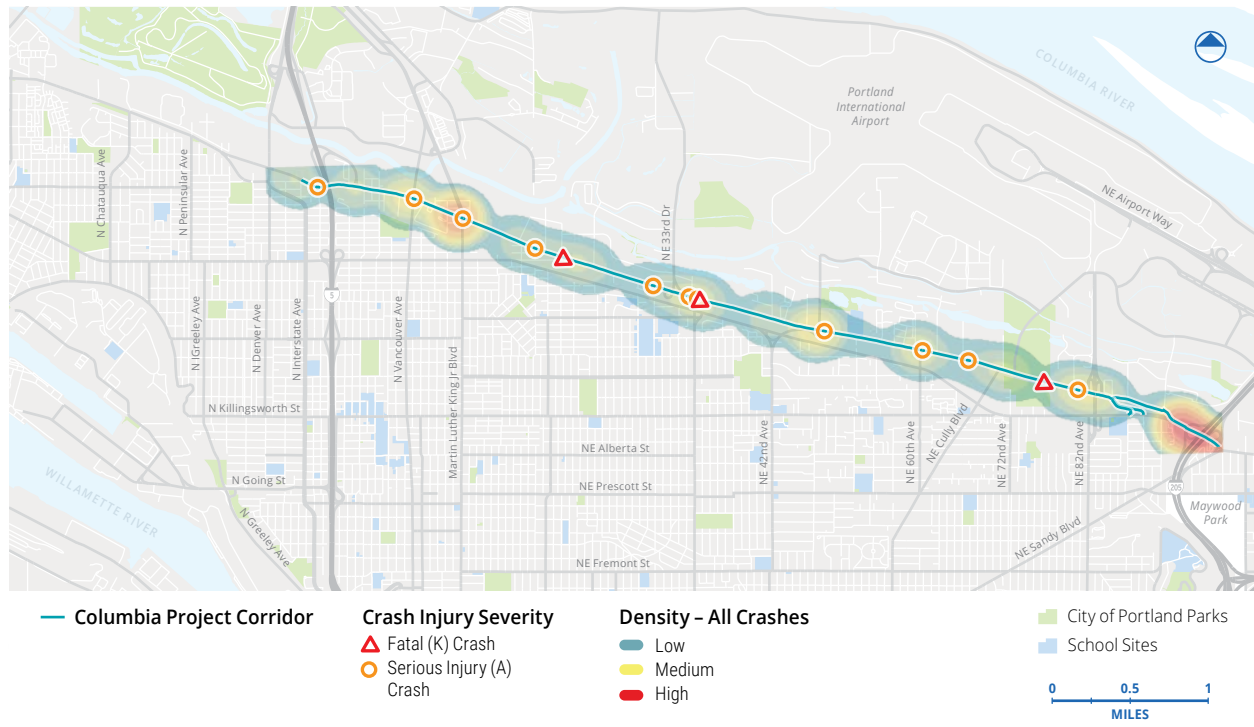 COLUMBIA RIVER
Portland
International
Airport
NE Airport Way
N Chatauqua Ave
N Peninsular Ave
NE 33rd Dr
5
N lGreeley Ave
N Denver Ave
N Interstate Ave
N Vancouver Ave
Martin Luther King Jr Blvd
N Killingsworth St
NE Alberta St
NE 42nd Ave
NE 60th Ave
NE Cully Blvd
NE 72nd Ave
NE 82nd Ave
N Going St
NE Prescott St
205
Maywood
Park
WILLAMETTE RIVER
N Greeley Ave
NE Sandy Blvd
NE Fremont St
Columbia Project Corridor
Crash Injury Severity
Fatal (K) Crash
Serious Injury (A)
Crash
Density – All Crashes
Low
Medium
High
City of Portland Parks
School Sites
0 0.5 1
MILES